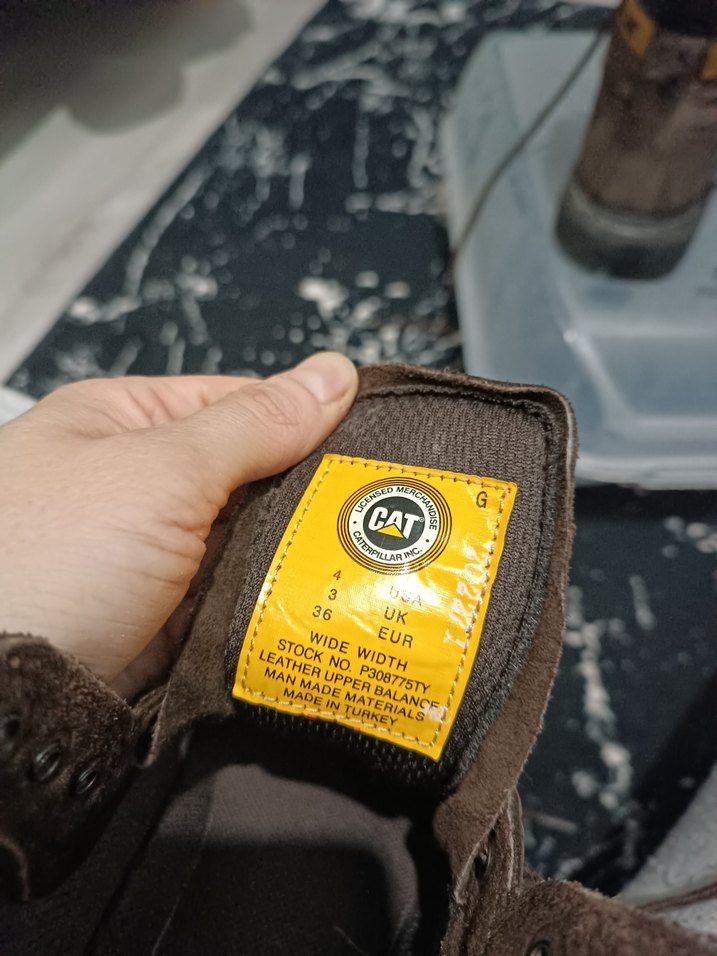 G
LICENSED MERCHANDISE
CAT
CATERPILLAR INC.
4 USA
3 UK
36 EUR
WIDE WIDTH
STOCK NO. P308775TY
LEATHER UPPER BALANCE
MAN MADE MATERIALS
MADE IN TURKEY